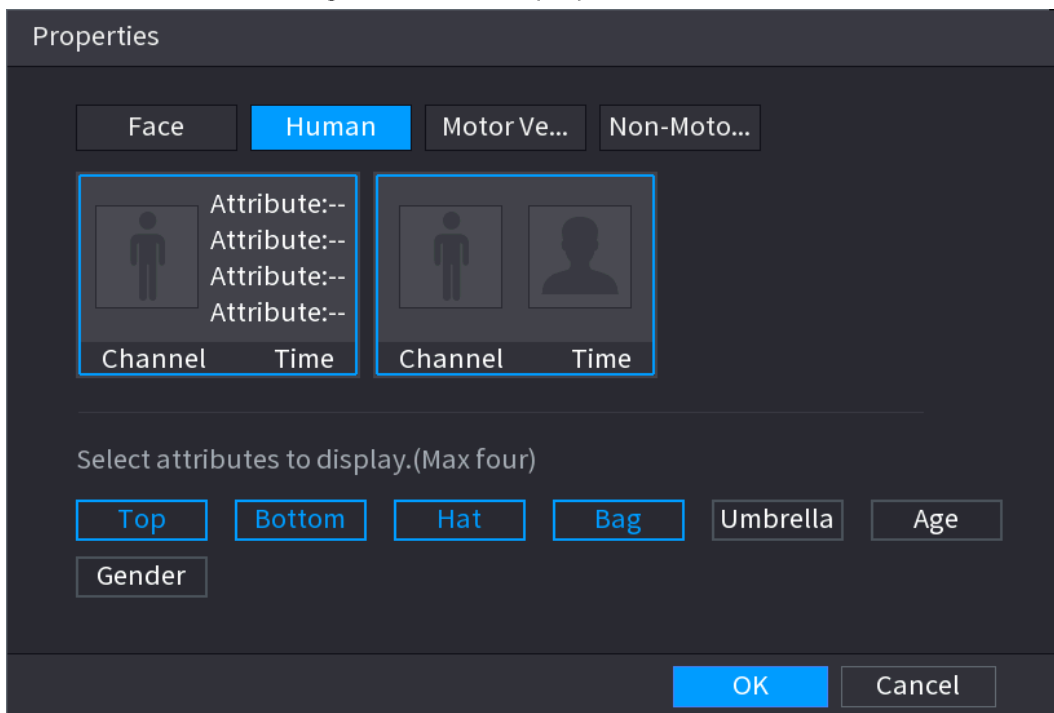 Properties
Face Human Motor Ve... Non-Moto...
Attribute:--
Attribute:--
Attribute:--
Attribute:--
Channel Time Channel Time
Select attributes to display.(Max four)
Top Bottom Hat Bag Umbrella Age
Gender
OK Cancel